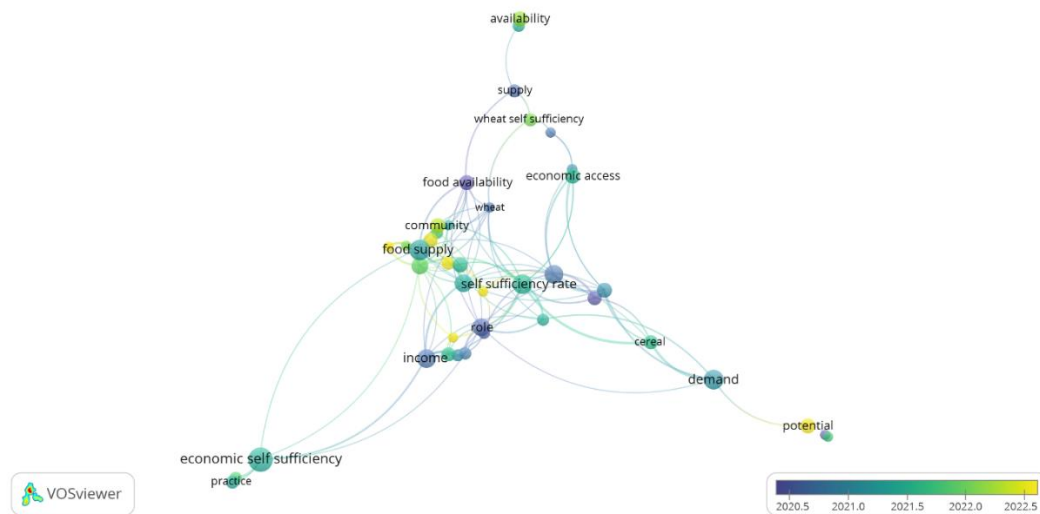 availability
supply
wheat self sufficiency
economic access
food availability
wheat
community
food supply
self sufficiency rate
role
income
cereal
demand
potential
economic self sufficiency
practice
VOSviewer
2020.5 2021.0 2021.5 2022.0 2022.5